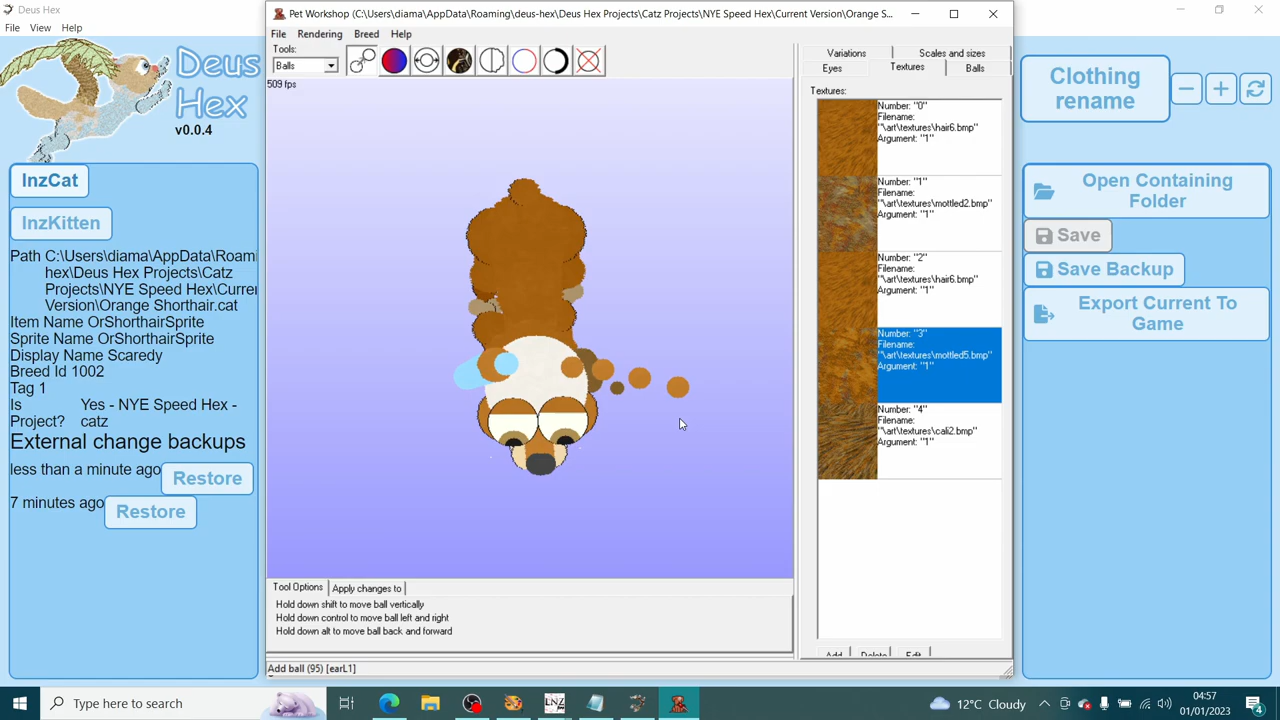 Deus Hex
File View Help
Deus
Hex
v0.0.4
InzCat
InzKitten
Path C:\Users\diama\AppData\Roami
hex\Deus Hex Projects\Catz
Projects\NYE Speed Hex\Curre
Version\Orange Shorthair.cat
Item Name OrShorthairSprite
Sprite Name OrShorthairSprite
Display Name Scaredy
Breed Id 1002
Tag 1
Is Project? Yes - NYE Speed Hex - catz
External change backups
less than a minute ago Restore
7 minutes ago Restore
Pet Workshop (C:\Users\diama\AppData\Roaming\deus-hex\Deus Hex Projects\Catz Projects\NYE Speed Hex\Current Version\Orange S...
File Rendering Breed Help
Tools:
Balls
509 fps
Tool Options Apply changes to
Hold down shift to move ball vertically
Hold down control to move ball left and right
Hold down alt to move ball back and forward
Add ball (95) [earL1]
Variations Scales and sizes
Eyes Textures Balls
Textures:
Number: "0"
Filename:
"\art\textures\hair6.bmp"
Argument: "1"
Number: "1"
Filename:
"\art\textures\mottled2.bmp"
Argument: "1"
Number: "2"
Filename:
"\art\textures\hair6.bmp"
Argument: "1"
Number: "3"
Filename:
"\art\textures\mottled5.bmp"
Argument: "1"
Number: "4"
Filename:
"\art\textures\cali2.bmp"
Argument: "1"
Add Delete Edit
Clothing
rename
Open Containing
Folder
Save
Save Backup
Export Current To
Game
Type here to search
LNZ
12°C Cloudy
04:57
01/01/2023
4